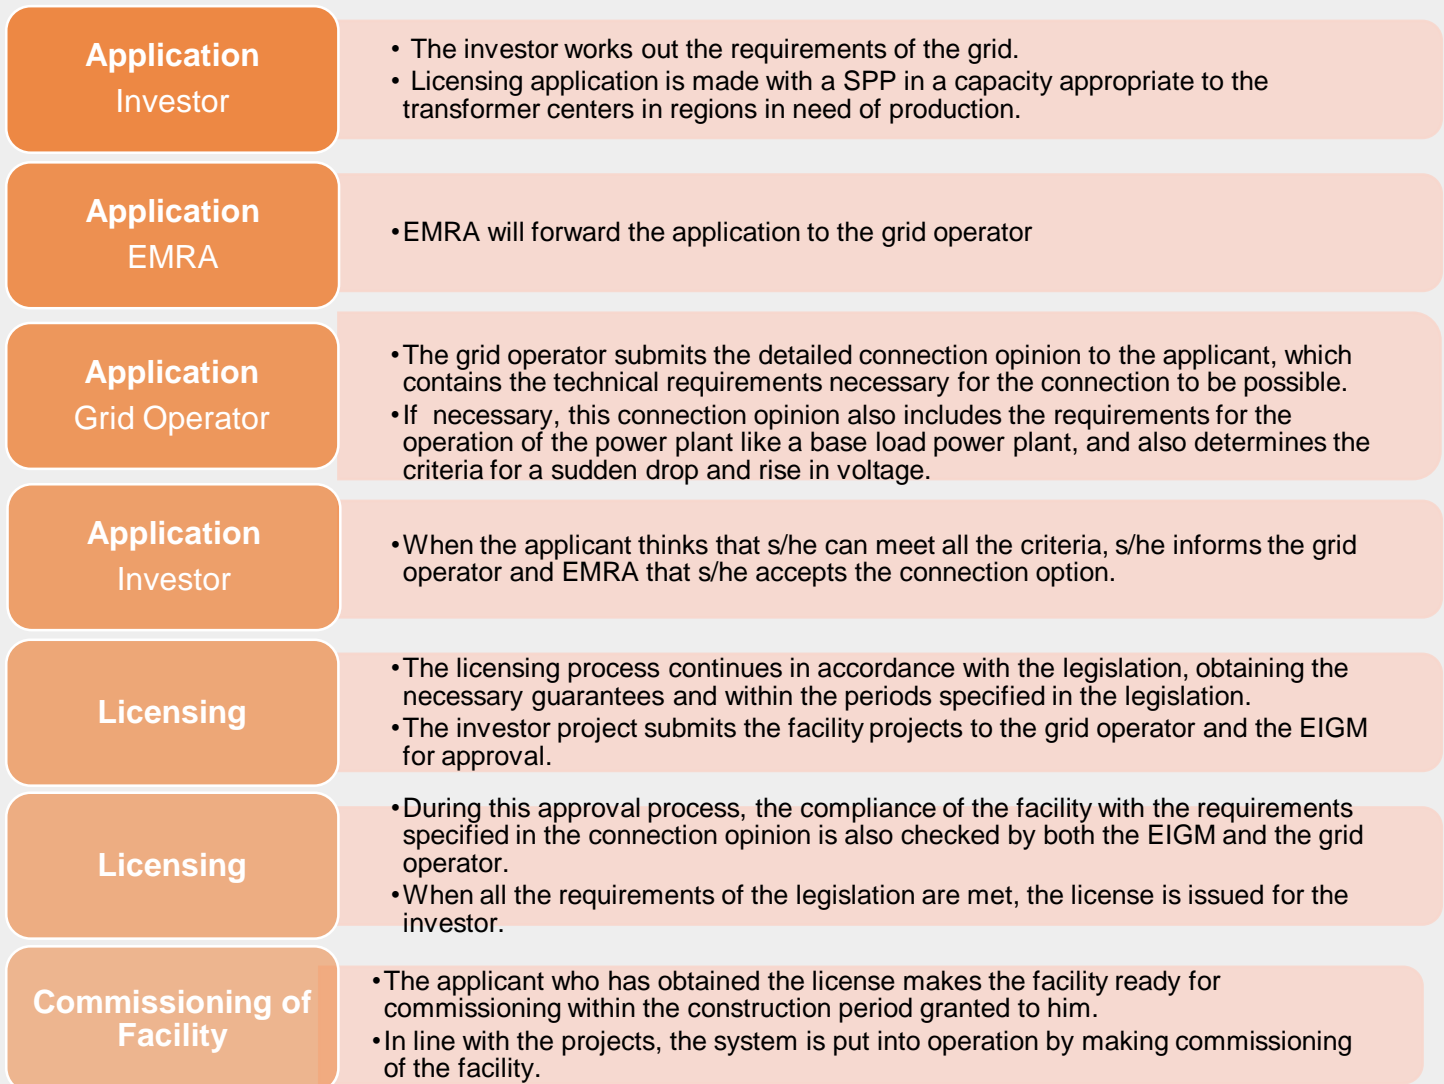 Application
Investor
• The investor works out the requirements of the grid.
• Licensing application is made with a SPP in a capacity appropriate to the
transformer centers in regions in need of production.
Application
EMRA
•EMRA will forward the application to the grid operator
Application
Grid Operator
•The grid operator submits the detailed connection opinion to the applicant, which
contains the technical requirements necessary for the connection to be possible.
•If necessary, this connection opinion also includes the requirements for the
operation of the power plant like a base load power plant, and also determines the
criteria for a sudden drop and rise in voltage.
Application
Investor
•When the applicant thinks that s/he can meet all the criteria, s/he informs the grid
operator and EMRA that s/he accepts the connection option.
Licensing
•The licensing process continues in accordance with the legislation, obtaining the
necessary guarantees and within the periods specified in the legislation.
•The investor project submits the facility projects to the grid operator and the EIGM
for approval.
Licensing
•During this approval process, the compliance of the facility with the requirements
specified in the connection opinion is also checked by both the EIGM and the grid
operator.
•When all the requirements of the legislation are met, the license is issued for the
investor.
Commissioning of
Facility
•The applicant who has obtained the license makes the facility ready for
commissioning within the construction period granted to him.
•In line with the projects, the system is put into operation by making commissioning
of the facility.